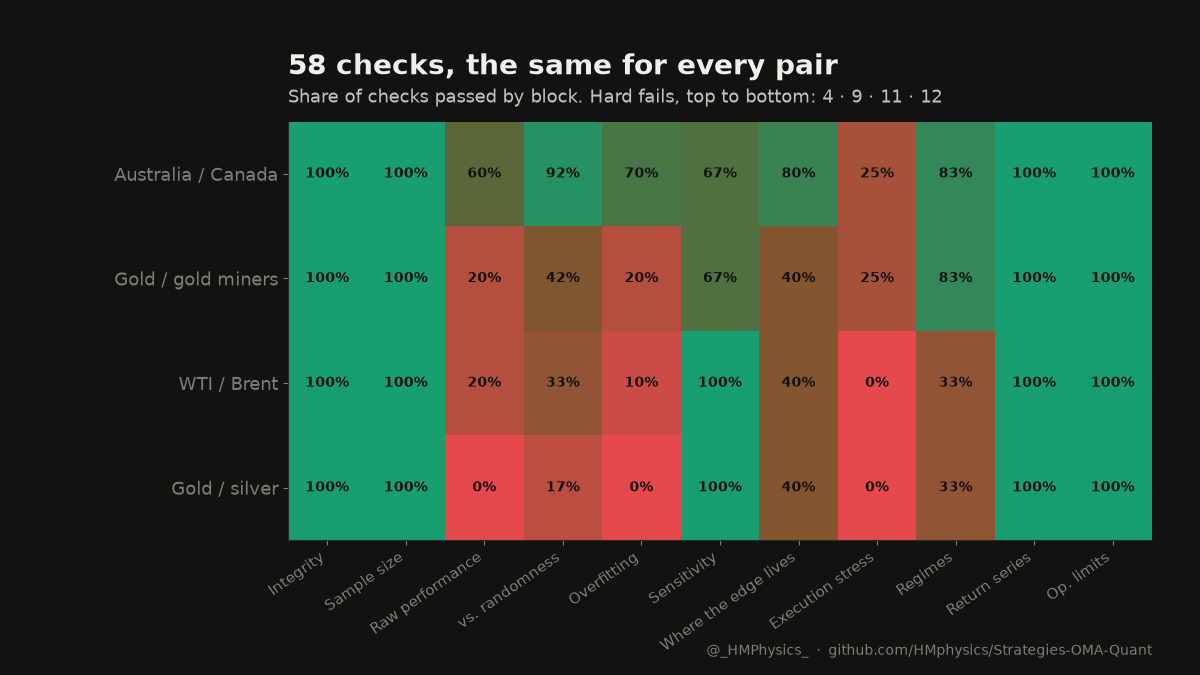 58 checks, the same for every pair
Share of checks passed by block. Hard fails, top to bottom: 4 · 9 · 11 · 12
Australia / Canada 100% 100% 60% 92% 70% 67% 80% 25% 83% 100% 100%
Gold / gold miners 100% 100% 20% 42% 20% 67% 40% 25% 83% 100% 100%
WTI / Brent 100% 100% 20% 33% 10% 100% 40% 0% 33% 100% 100%
Gold / silver 100% 100% 0% 17% 0% 100% 40% 0% 33% 100% 100%
Integrity
Sample size
Raw performance
vs. randomness
Overfitting
Sensitivity
Where the edge lives
Execution stress
Regimes
Return series
Op. limits
@_HMPhysics_ · github.com/HMphysics/Strategies-OMA-Quant